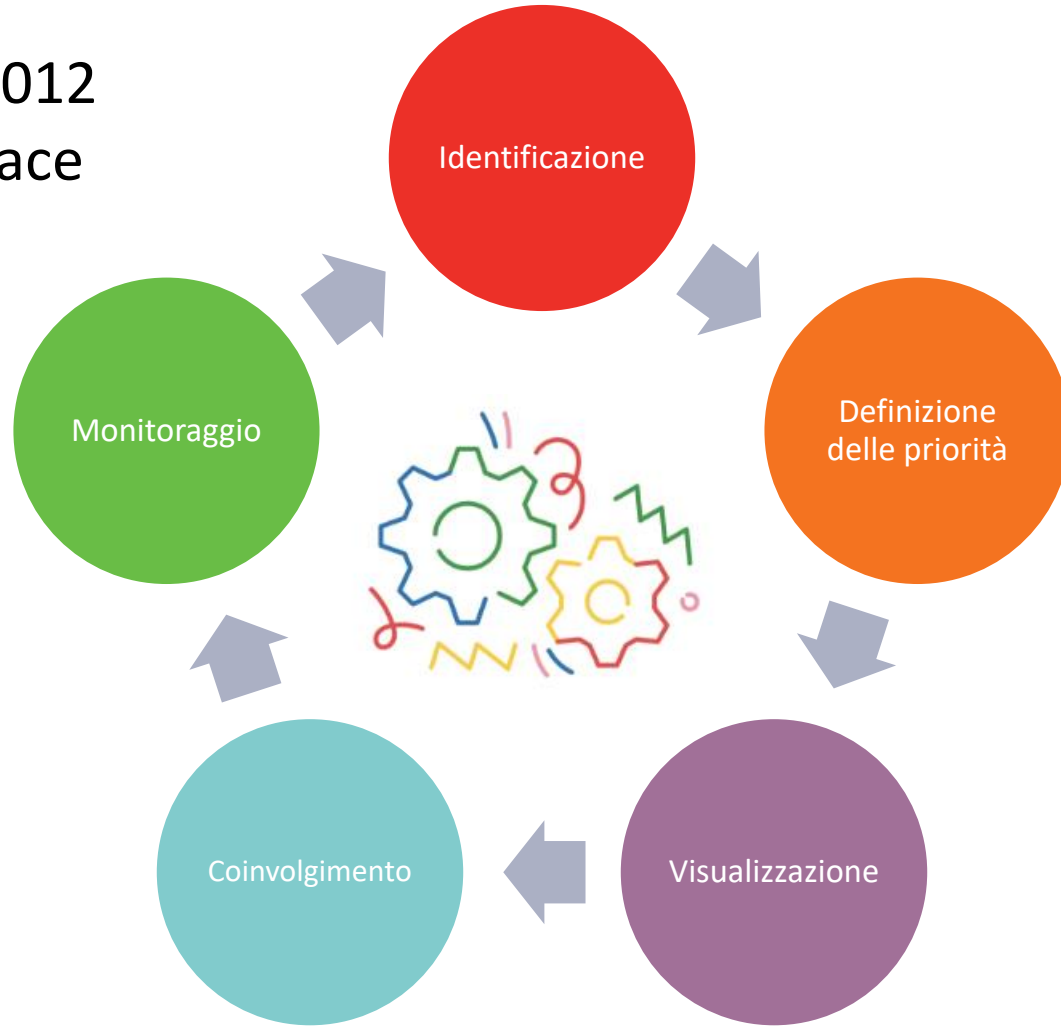 012
ace
Identificazione
Definizione
delle priorità
Visualizzazione
Coinvolgimento
Monitoraggio